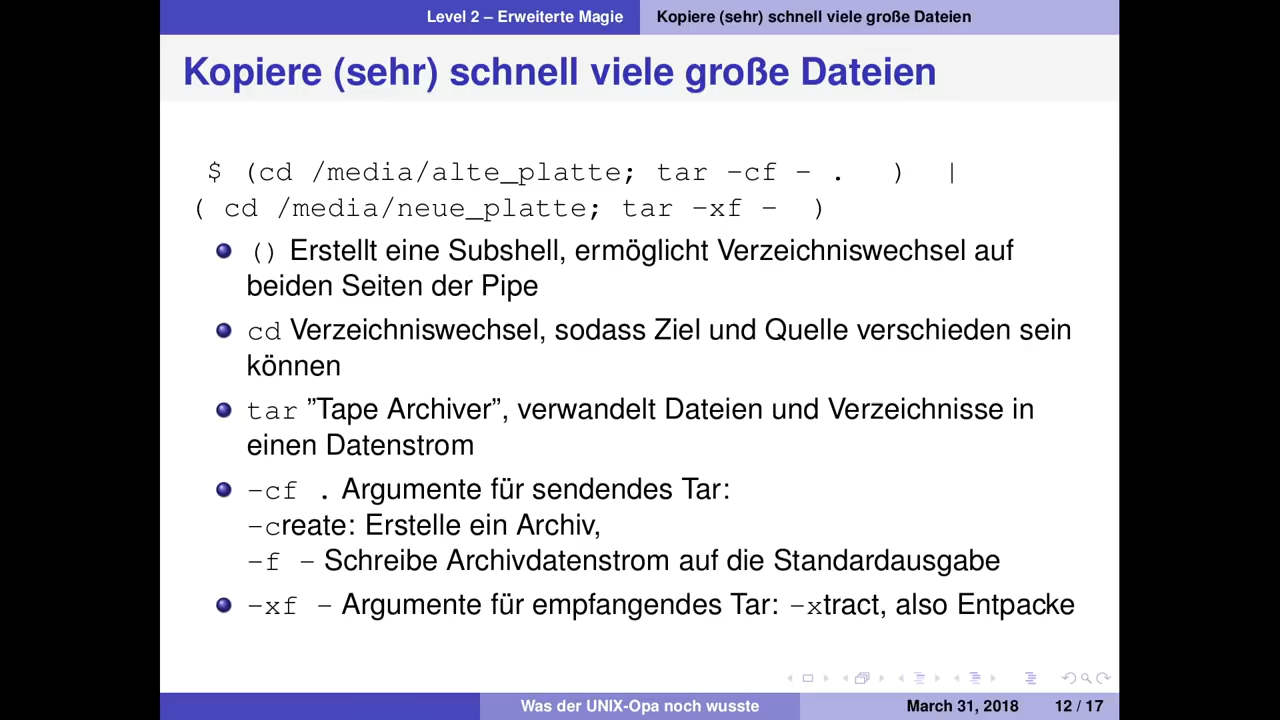 Level 2 – Erweiterte Magie Kopiere (sehr) schnell viele große Dateien
Kopiere (sehr) schnell viele große Dateien
$ (cd /media/alte_platte; tar -cf - . ) |
( cd /media/neue_platte; tar -xf - )
() Erstellt eine Subshell, ermöglicht Verzeichniswechsel auf
beiden Seiten der Pipe
cd Verzeichniswechsel, sodass Ziel und Quelle verschieden sein
können
tar ”Tape Archiver”, verwandelt Dateien und Verzeichnisse in
einen Datenstrom
-cf . Argumente für sendendes Tar:
-create: Erstelle ein Archiv,
-f - Schreibe Archivdatenstrom auf die Standardausgabe
-xf - Argumente für empfangendes Tar: -xtract, also Entpacke
Was der UNIX-Opa noch wusste March 31, 2018 12 / 17